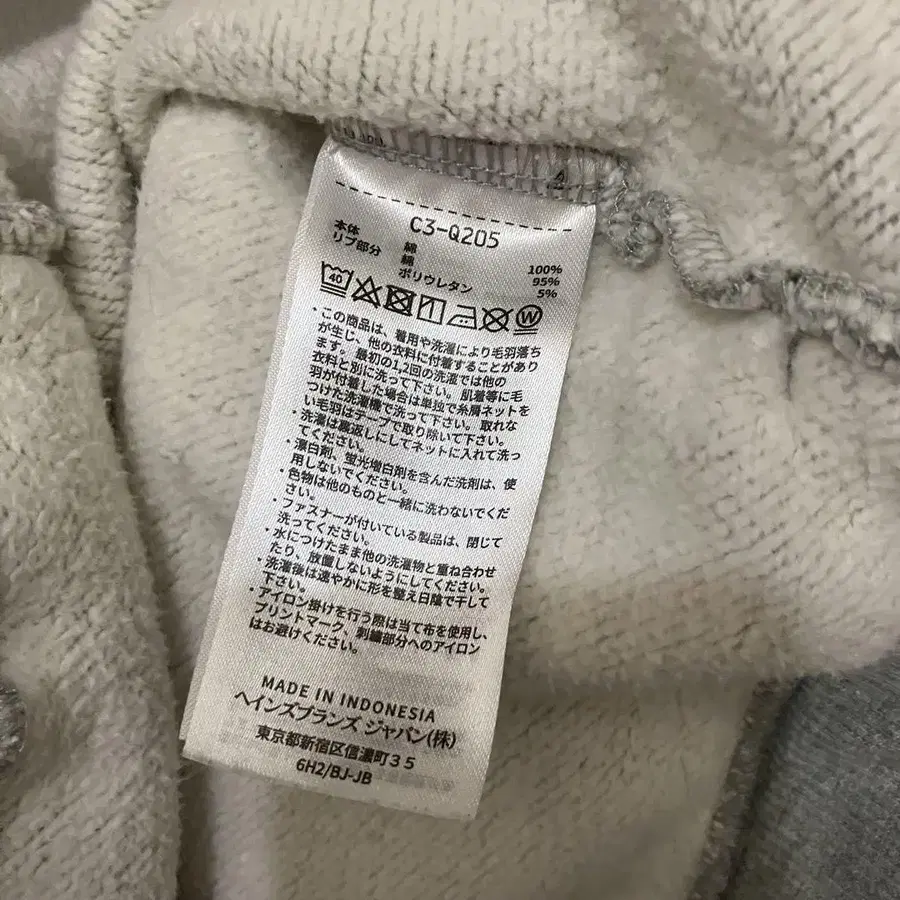 C3-Q205
本体 綿 100%
リブ部分 綿 95%
ポリウレタン 5%
40
W
・この商品は、着用や洗濯により毛羽落ち
が生じ、他の衣料に付着することがあり
ます。最初の1,2回の洗濯では他の
衣料と別に洗って下さい。肌着等に毛
羽が付着した場合は単独で糸屑ネットを
つけた洗濯機で洗って下さい。取れな
い毛羽はテープで取り除いて下さい。
・洗濯は裏返しにしてネットに入れて洗っ
てください。
・漂白剤、蛍光増白剤を含んだ洗剤は、使
用しないでください。
・色物は他のものと一緒に洗わないでくだ
さい。
・ファスナーが付いている製品は、閉じて
洗ってください。
・水につけたまま他の洗濯物と重ね合わせ
たり、放置しないようにしてください。
・洗濯後は速やかに形を整え日陰で干して
下さい。
・アイロン掛けを行う際は当て布を使用し、
プリントマーク、刺繍部分へのアイロン
はお避けください。
MADE IN INDONESIA
ヘインズブランズ ジャパン(株)
東京都新宿区信濃町35
6H2/BJ-JB